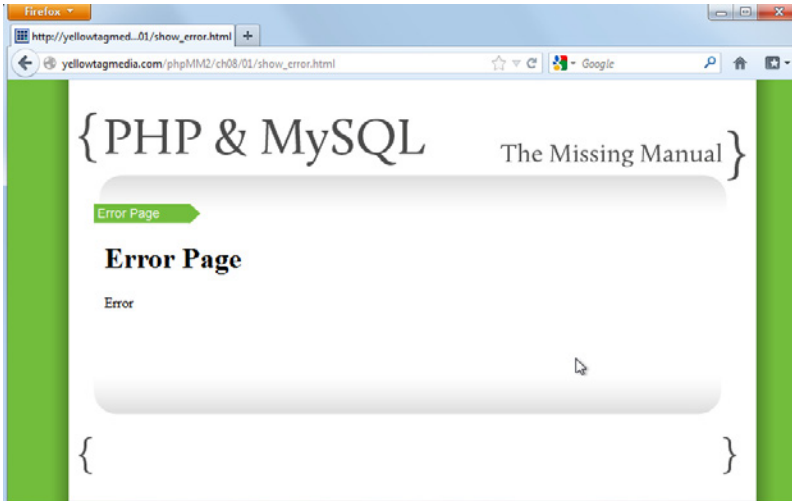 Firefox
http://yellowtagmed...01/show_error.html +
yellowtagmedia.com/phpMM2/ch08/01/show_error.html Google
{PHP & MySQL
The Missing Manual}
Error Page
Error Page
Error
{ }